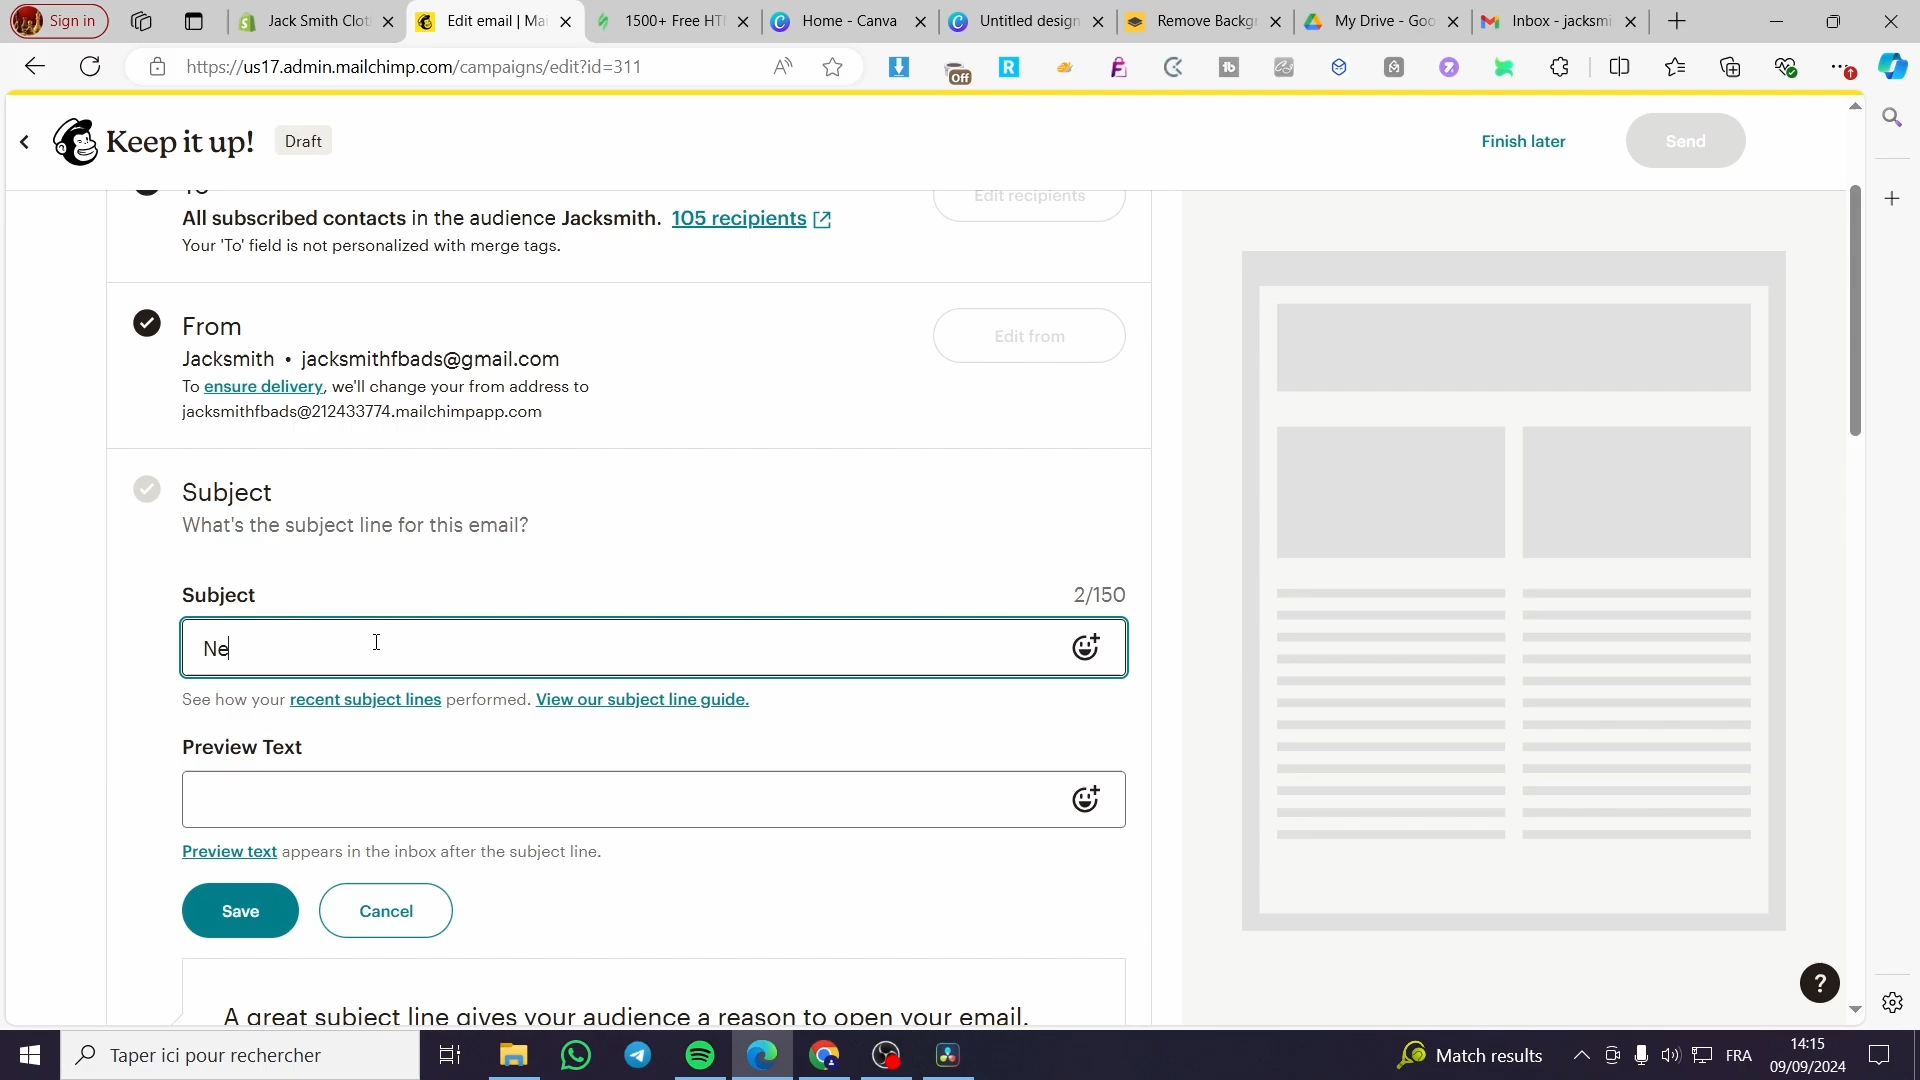 Sign in
Jack Smith Clot
Edit email | Mai
1500+ Free HTI
Home - Canva
Untitled design
Remove Backgr
My Drive - Goo
Inbox - jacksmi
https://us17.admin.mailchimp.com/campaigns/edit?id=311
Off
Keep it up!
Draft
Finish later
Send
All subscribed contacts in the audience Jacksmith. 105 recipients
Edit recipients
Your 'To' field is not personalized with merge tags.
From
Edit from
Jacksmith • jacksmithfbads@gmail.com
To ensure delivery, we'll change your from address to
jacksmithfbads@212433774.mailchimpapp.com
Subject
What's the subject line for this email?
Subject
2/150
Ne
See how your recent subject lines performed. View our subject line guide.
Preview Text
Preview text appears in the inbox after the subject line.
Save
Cancel
A great subject line gives your audience a reason to open your email.
?
Taper ici pour rechercher
Match results
FRA
14:15
09/09/2024